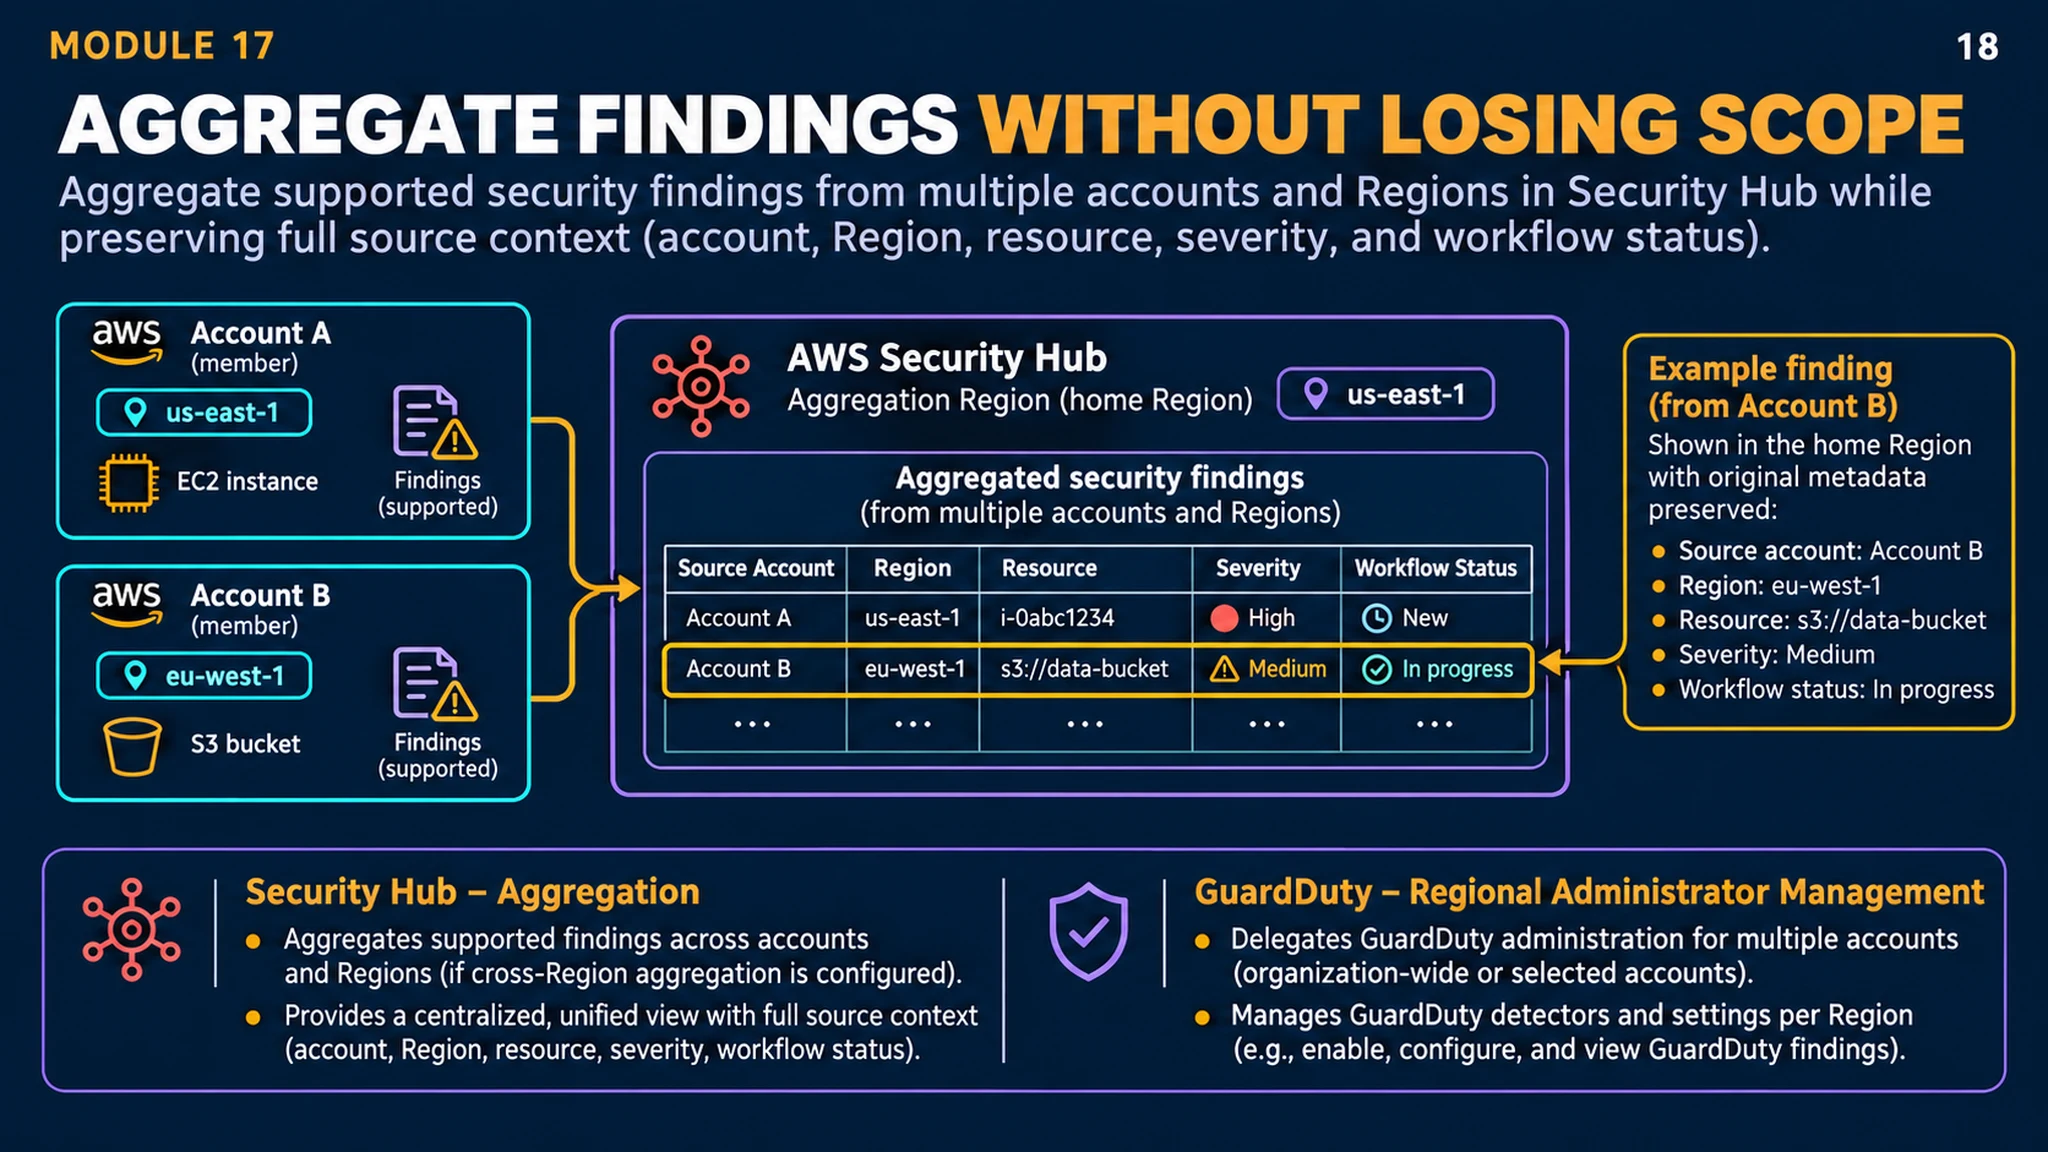 MODULE 17
18
AGGREGATE FINDINGS WITHOUT LOSING SCOPE
Aggregate supported security findings from multiple accounts and Regions in Security Hub while
preserving full source context (account, Region, resource, severity, and workflow status).
aws
Account A
(member)
us-east-1
EC2 instance
Findings
(supported)
aws
Account B
(member)
eu-west-1
S3 bucket
Findings
(supported)
AWS Security Hub
Aggregation Region (home Region)
us-east-1
Aggregated security findings
(from multiple accounts and Regions)
Source Account Region Resource Severity Workflow Status
Account A us-east-1 i-0abc1234 High New
Account B eu-west-1 s3://data-bucket Medium In progress
... ... ... ... ...
Example finding
(from Account B)
Shown in the home Region
with original metadata
preserved:
• Source account: Account B
• Region: eu-west-1
• Resource: s3://data-bucket
• Severity: Medium
• Workflow status: In progress
Security Hub – Aggregation
• Aggregates supported findings across accounts
and Regions (if cross-Region aggregation is configured).
• Provides a centralized, unified view with full source context
(account, Region, resource, severity, workflow status).
GuardDuty – Regional Administrator Management
• Delegates GuardDuty administration for multiple accounts
(organization-wide or selected accounts).
• Manages GuardDuty detectors and settings per Region
(e.g., enable, configure, and view GuardDuty findings).